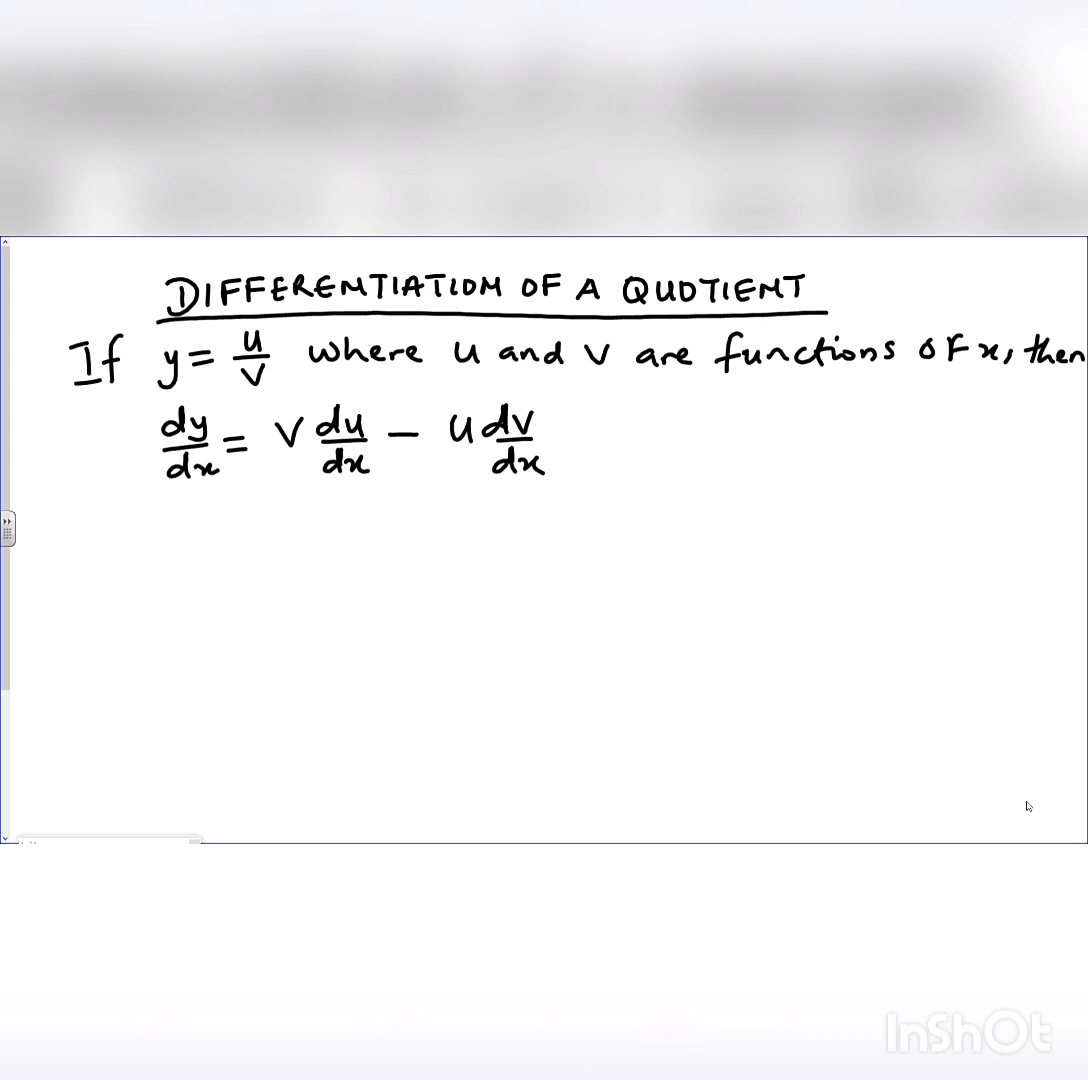 DIFFERENTIATION OF A QUOTIENT
If y = u/v where u and v are functions of x, then
dy/dx = v du/dx - u dv/dx
InShOt